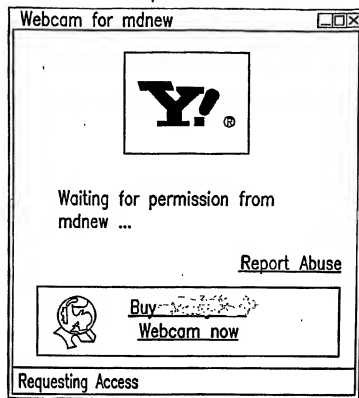 Webcam for mdnew
Y! ®
Waiting for permission from
mdnew ...
Report Abuse
Buy
Webcam now
Requesting Access